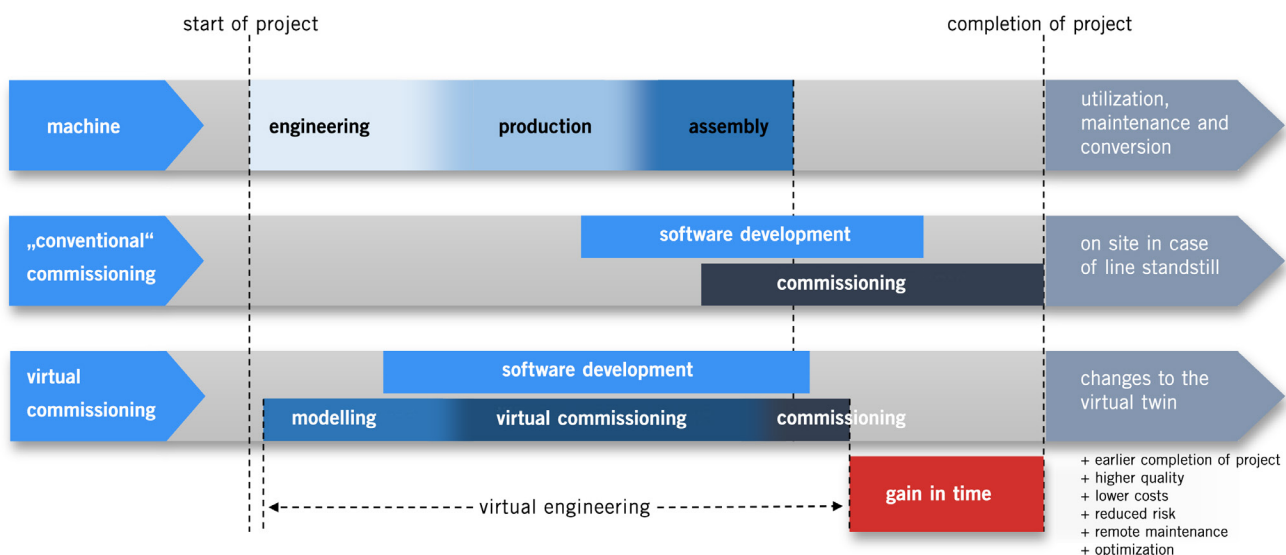 start of project
completion of project
machine
engineering
production
assembly
utilization,
maintenance and
conversion
„conventional“
commissioning
software development
commissioning
on site in case
of line standstill
virtual
commissioning
software development
modelling
virtual commissioning
commissioning
changes to the
virtual twin
virtual engineering
gain in time
+ earlier completion of project
+ higher quality
+ lower costs
+ reduced risk
+ remote maintenance
+ optimization